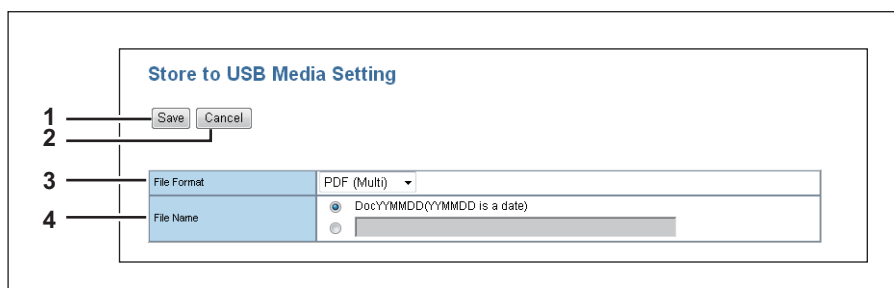 Store to USB Media Setting
1 Save Cancel
2
3 File Format PDF (Multi)
4 File Name DocYYMMDD(YYMMDD is a date)